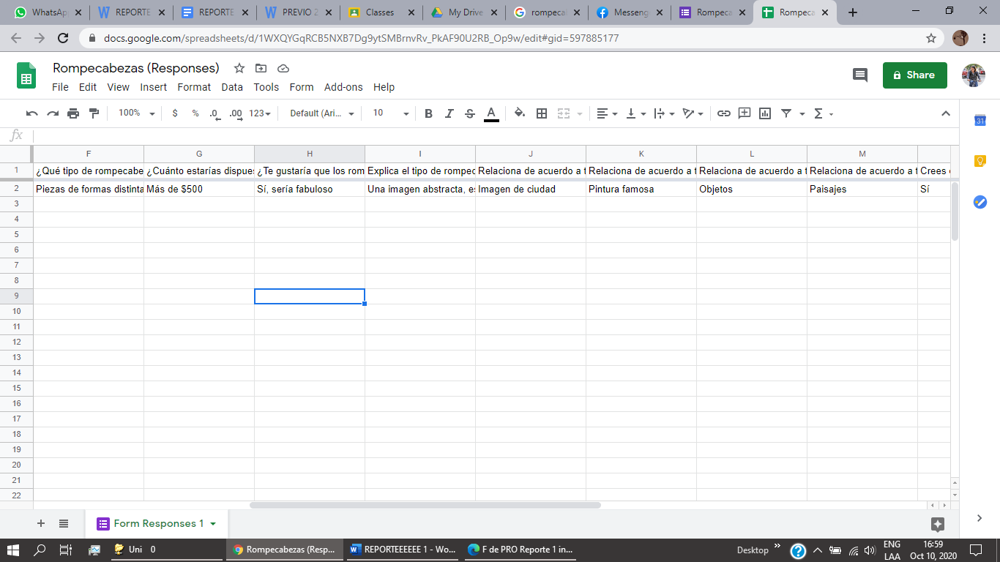 WhatsAp REPORTE REPORTE PREVIO 2 Classes My Drive rompecal Messeng Rompeca Rompeca
docs.google.com/spreadsheets/d/1WXQYGqRCB5NXB7Dg9ytSMBrnvRv_PkAF90U2RB_Op9w/edit#gid=597885177
Rompecabezas (Responses)
File Edit View Insert Format Data Tools Form Add-ons Help
Share
100% $ % .0 .00 123 Default (Ari... 10 B I S A
31
fx
F G H I J K L M
1 ¿Qué tipo de rompecabe ¿Cuánto estarías dispue ¿Te gustaría que los rom Explica el tipo de rompec Relaciona de acuerdo a t Relaciona de acuerdo a t Relaciona de acuerdo a t Relaciona de acuerdo a t Crees
2 Piezas de formas distinta Más de $500 Sí, sería fabuloso Una imagen abstracta, es Imagen de ciudad Pintura famosa Objetos Paisajes Sí
3
4
5
6
7
8
9
10
11
12
13
14
15
16
17
18
19
20
21
22
Form Responses 1
Uni 0 Rompecabezas (Resp... REPORTEEEEEE 1 - Wo... F de PRO Reporte 1 in... Desktop ENG 16:59
LAA Oct 10, 2020